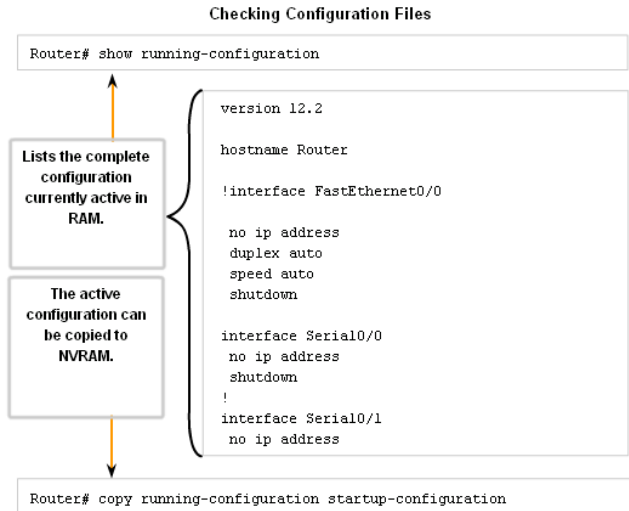 Checking Configuration Files
Router# show running-configuration
Lists the complete
configuration
currently active in
RAM.
The active
configuration can
be copied to
NVRAM.
version 12.2
hostname Router
!interface FastEthernet0/0
no ip address
duplex auto
speed auto
shutdown
interface Serial0/0
no ip address
shutdown
!
interface Serial0/1
no ip address
Router# copy running-configuration startup-configuration